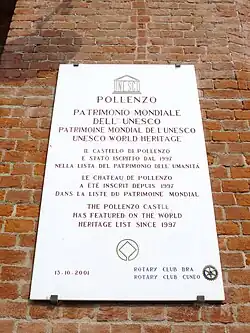 UNESCO
POLLENZO
PATRIMONIO MONDIALE
DELL' UNESCO
PATRIMOINE MONDIAL DE L'UNESCO
UNESCO WORLD HERITAGE
IL CASTELLO DI POLLENZO
È STATO ISCRITTO DAL 1997
NELLA LISTA DEL PATRIMONIO DELL'UMANITÀ
LE CHATEAU DE POLLENZO
A ÉTÉ INSCRIT DEPUIS 1997
DANS LA LISTE DU PATRIMOINE MONDIAL
THE POLLENZO CASTLE
HAS FEATURED ON THE WORLD
HERITAGE LIST SINCE 1997
13.10.2001
ROTARY CLUB BRA
ROTARY CLUB CUNEO